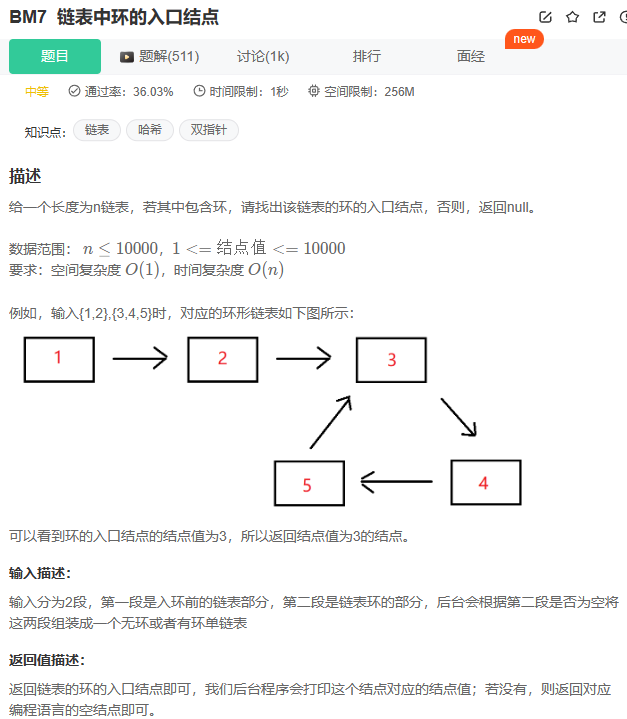 BM7 链表中环的入口结点
题目 题解(511) 讨论(1k) 排行 面经 new
中等 通过率：36.03% 时间限制：1秒 空间限制：256M
知识点： 链表 哈希 双指针
描述
给一个长度为n链表，若其中包含环，请找出该链表的环的入口结点，否则，返回null。
数据范围： n ≤ 10000，1 <= 结点值 <= 10000
要求：空间复杂度 O(1)，时间复杂度 O(n)
例如，输入{1,2},{3,4,5}时，对应的环形链表如下图所示：
1 2 3
5 4
可以看到环的入口结点的结点值为3，所以返回结点值为3的结点。
输入描述：
输入分为2段，第一段是入环前的链表部分，第二段是链表环的部分，后台会根据第二段是否为空将
这两段组装成一个无环或者有环单链表
返回值描述：
返回链表的环的入口结点即可，我们后台程序会打印这个结点对应的结点值；若没有，则返回对应
编程语言的空结点即可。